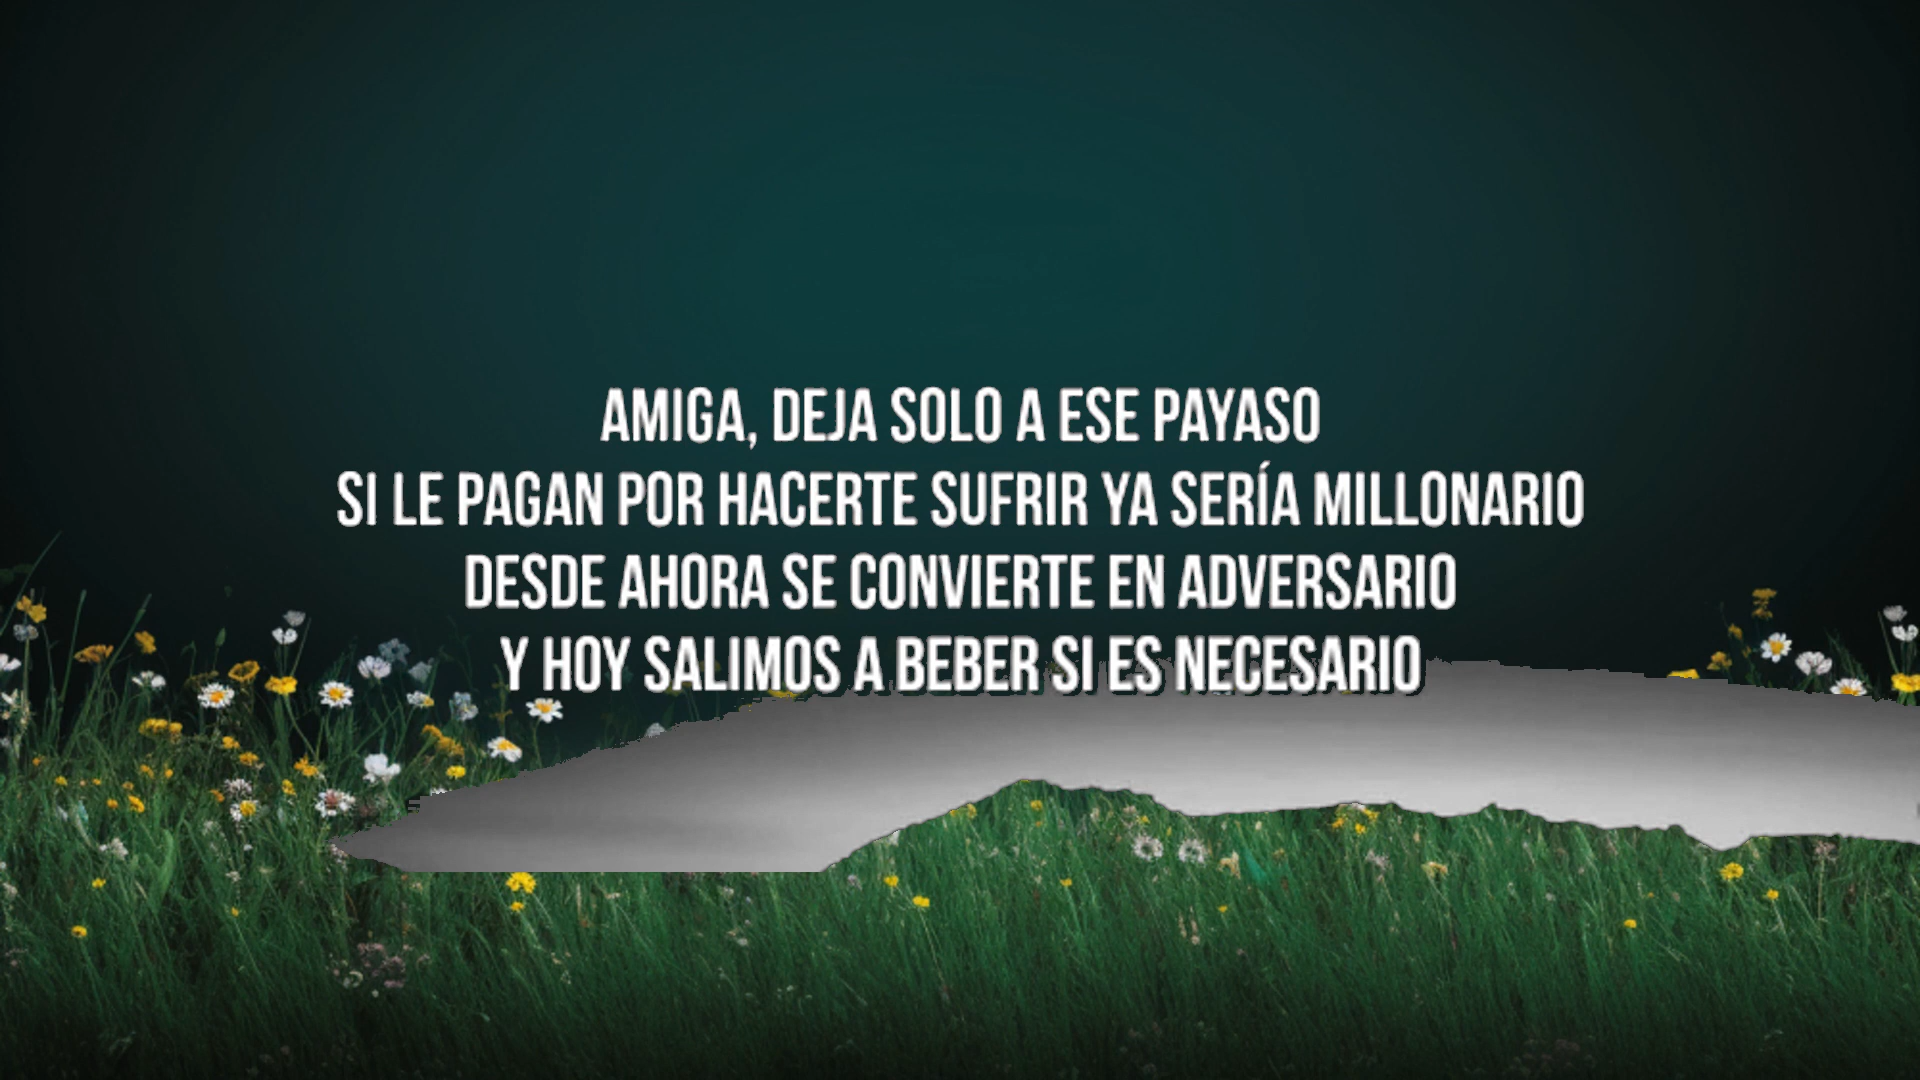 AMIGA, DEJA SOLO A ESE PAYASO
SI LE PAGAN POR HACERTE SUFRIR YA SERÍA MILLONARIO
DESDE AHORA SE CONVIERTE EN ADVERSARIO
Y HOY SALIMOS A BEBER SI ES NECESARIO